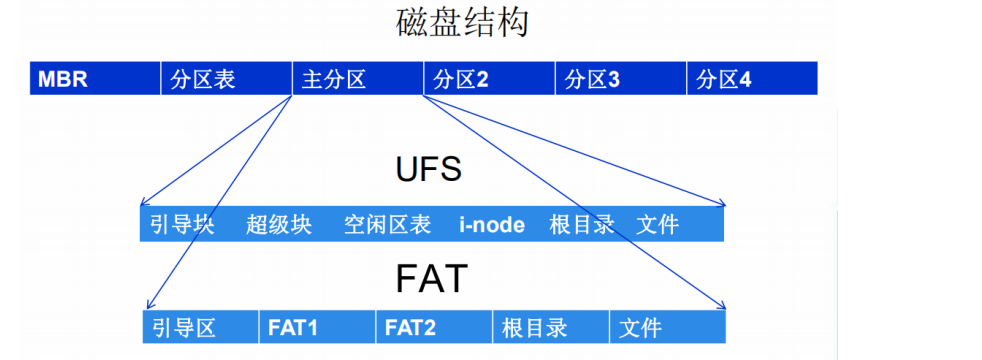 磁盘结构
MBR 分区表 主分区 分区2 分区3 分区4
UFS
引导块 超级块 空闲区表 i-node 根目录 文件
FAT
引导区 FAT1 FAT2 根目录 文件